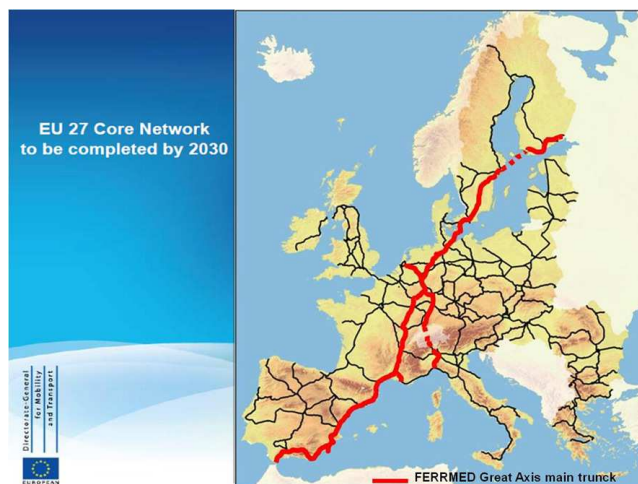 EU 27 Core Network
to be completed by 2030
Directorate-General
for Mobility
and Transport
EUROPEAN
FERRMED Great Axis main trunck